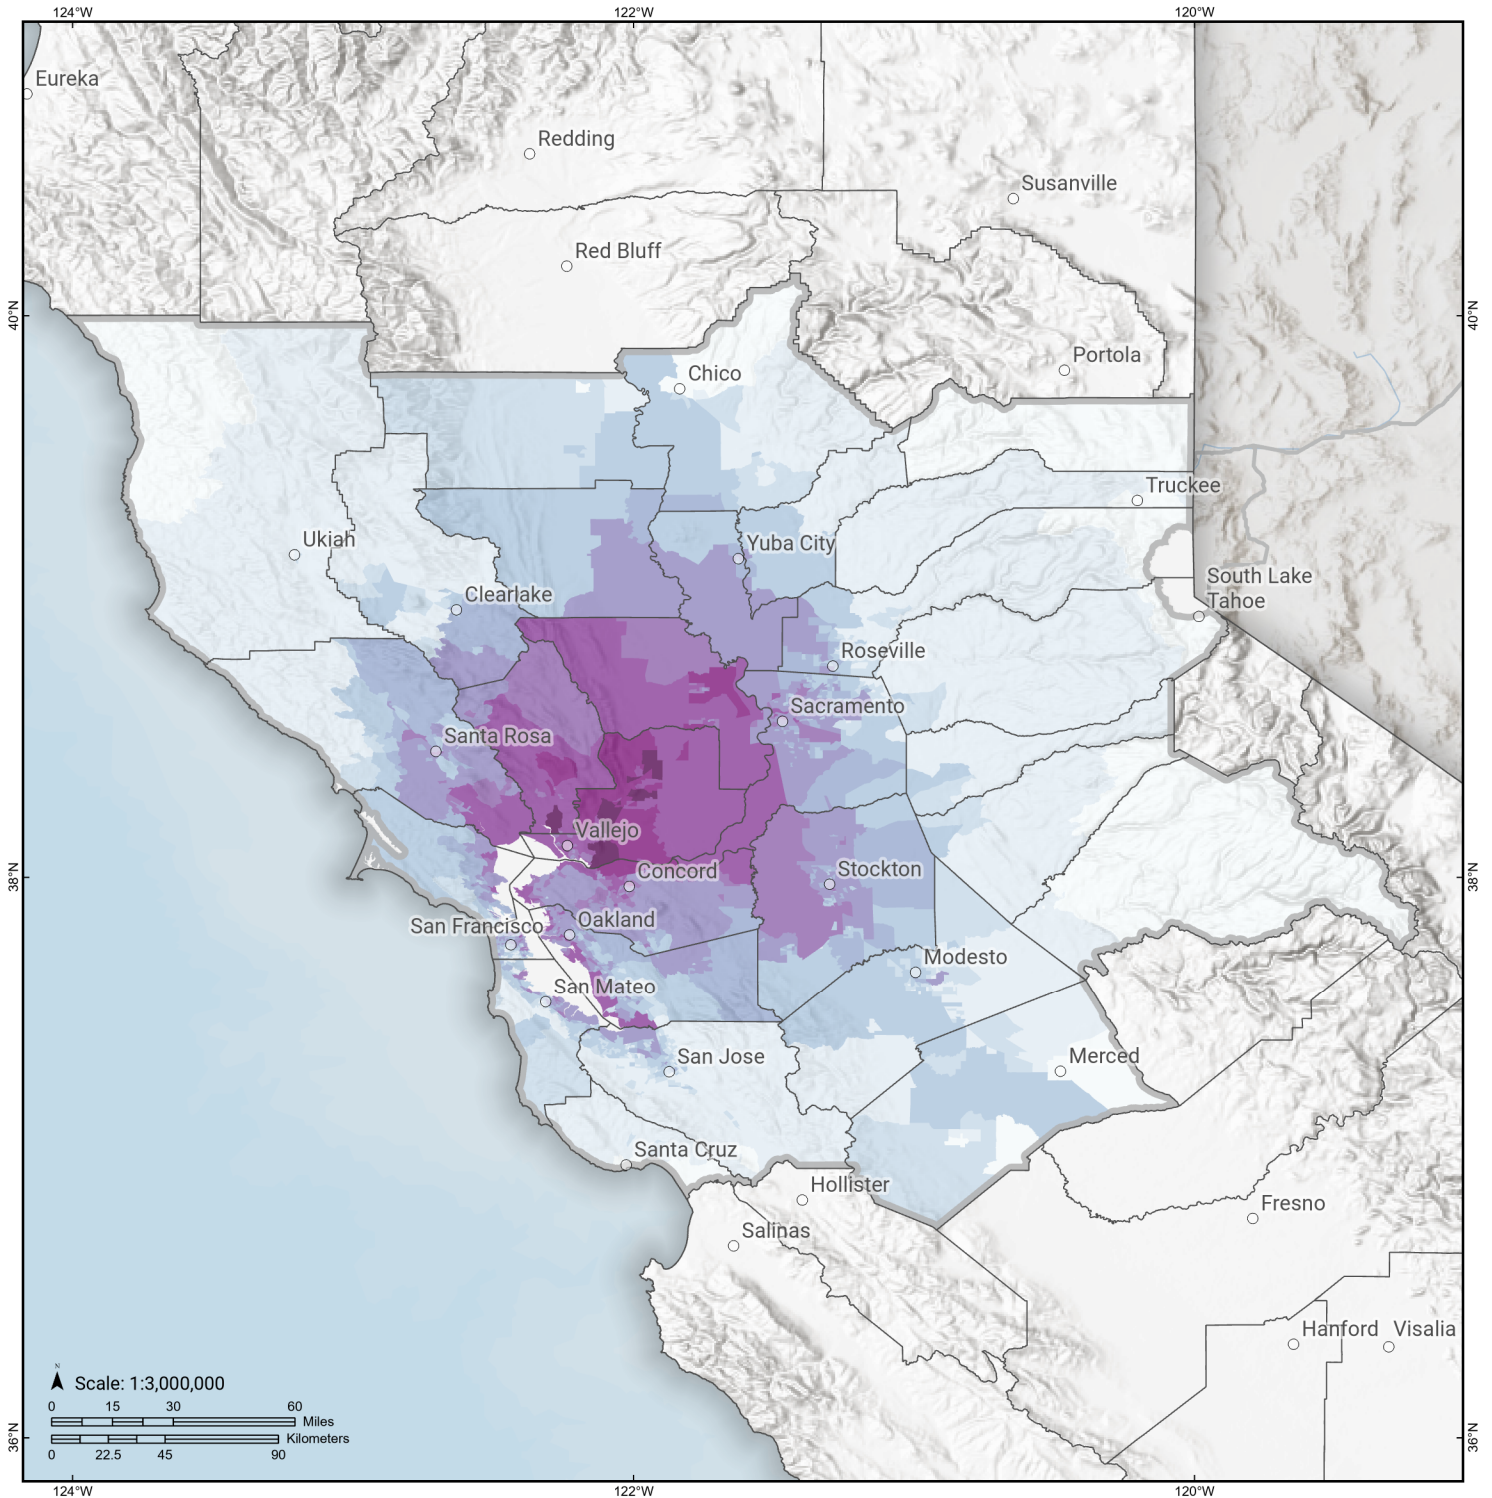 124°W 122°W 120°W
Eureka
Redding
Susanville
Red Bluff
40°N 40°N
Portola
Chico
Truckee
Ukiah
Yuba City
South Lake
Tahoe
Clearlake
Roseville
Sacramento
Santa Rosa
Vallejo
38°N 38°N
Concord
Stockton
Oakland
San Francisco
Modesto
San Mateo
San Jose
Merced
Santa Cruz
Hollister
Fresno
Salinas
Hanford Visalia
N
Scale: 1:3,000,000
0 15 30 60
Miles
Kilometers
0 22.5 45 90
36°N 36°N
124°W 122°W 120°W